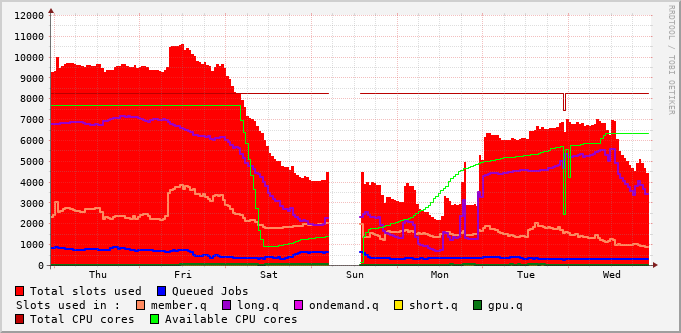 12000
11000
10000
9000
8000
7000
6000
5000
4000
3000
2000
1000
0
Thu Fri Sat Sun Mon Tue Wed
Total slots used Queued Jobs
Slots used in : member.q long.q ondemand.q short.q gpu.q
Total CPU cores Available CPU cores
RRDTOOL / TOBI OETIKER